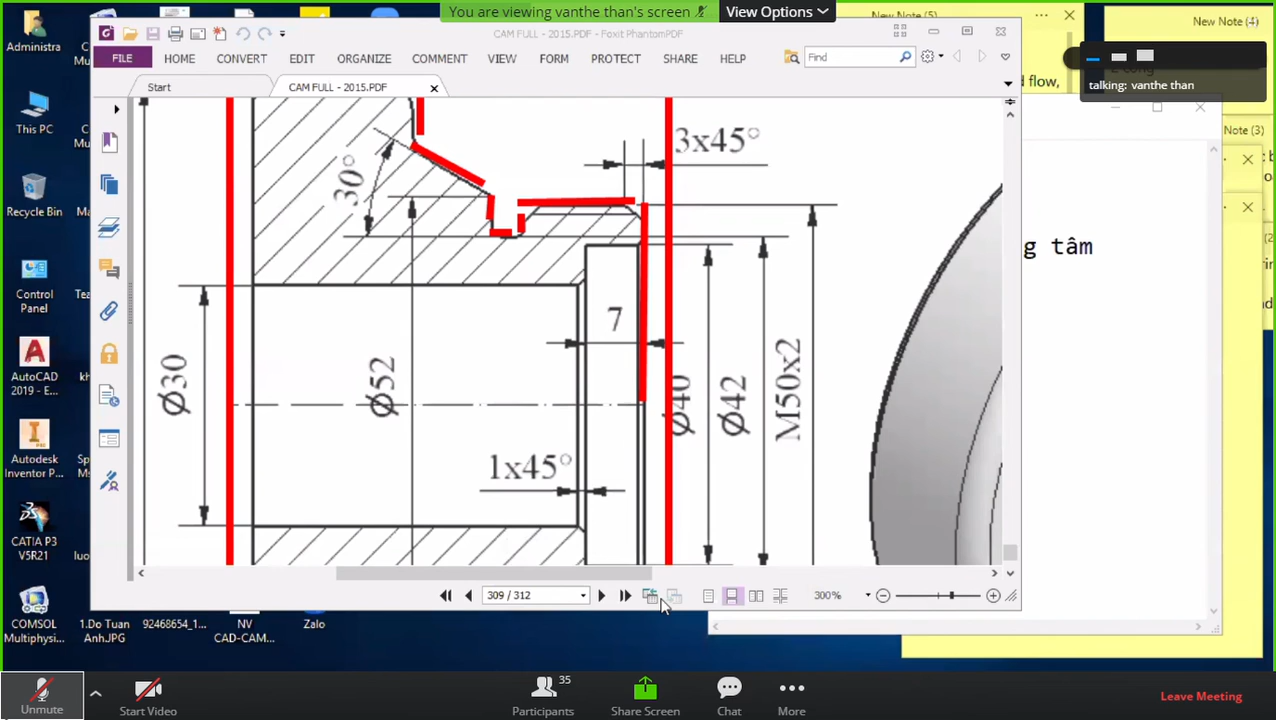 You are viewing vanthe than's screen
View Options
New Note (5)
New Note (4)
CAM FULL - 2015.PDF - Foxit PhantomPDF
FILE
HOME
CONVERT
EDIT
ORGANIZE
COMMENT
VIEW
FORM
PROTECT
SHARE
HELP
Find
d flow,
talking: vanthe than
Start
CAM FULL - 2015.PDF
Note (3)
Administra
This PC
Recycle Bin
Control
Panel
AutoCAD
2019 - E...
Autodesk
Inventor P...
CATIA P3
V5R21
COMSOL
Multiphysi...
1.Do Tuan
Anh.JPG
92468654_1...
NV
CAD-CAM...
Zalo
3x45°
30°
7
Ø30
Ø52
Ø40
Ø42
M50x2
1x45°
g tâm
309 / 312
300%
Unmute
Start Video
35
Participants
Share Screen
Chat
More
Leave Meeting